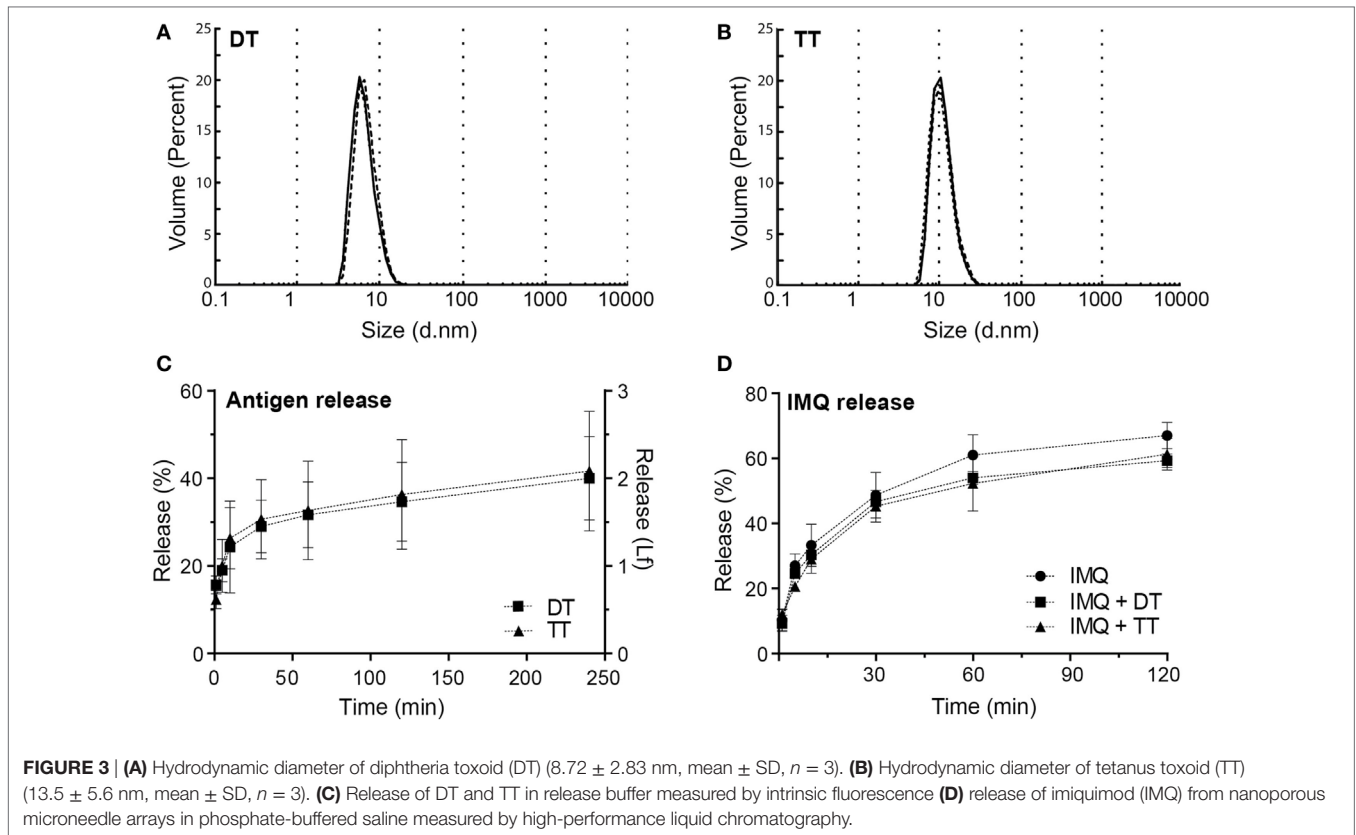 A DT
25
20
15
10
5
0
Volume (Percent)
0.1 1 10 100 1000 10000
Size (d.nm)
B TT
25
20
15
10
5
0
Volume (Percent)
0.1 1 10 100 1000 10000
Size (d.nm)
C
Antigen release
60
40
20
0
Release (%)
3
2
1
0
Release (Lf)
DT
TT
0 50 100 150 200 250
Time (min)
D
IMQ release
80
60
40
20
0
Release (%)
IMQ
IMQ + DT
IMQ + TT
30 60 90 120
Time (min)
FIGURE 3 | (A) Hydrodynamic diameter of diphtheria toxoid (DT) (8.72 ± 2.83 nm, mean ± SD, n = 3). (B) Hydrodynamic diameter of tetanus toxoid (TT)
(13.5 ± 5.6 nm, mean ± SD, n = 3). (C) Release of DT and TT in release buffer measured by intrinsic fluorescence (D) release of imiquimod (IMQ) from nanoporous
microneedle arrays in phosphate-buffered saline measured by high-performance liquid chromatography.